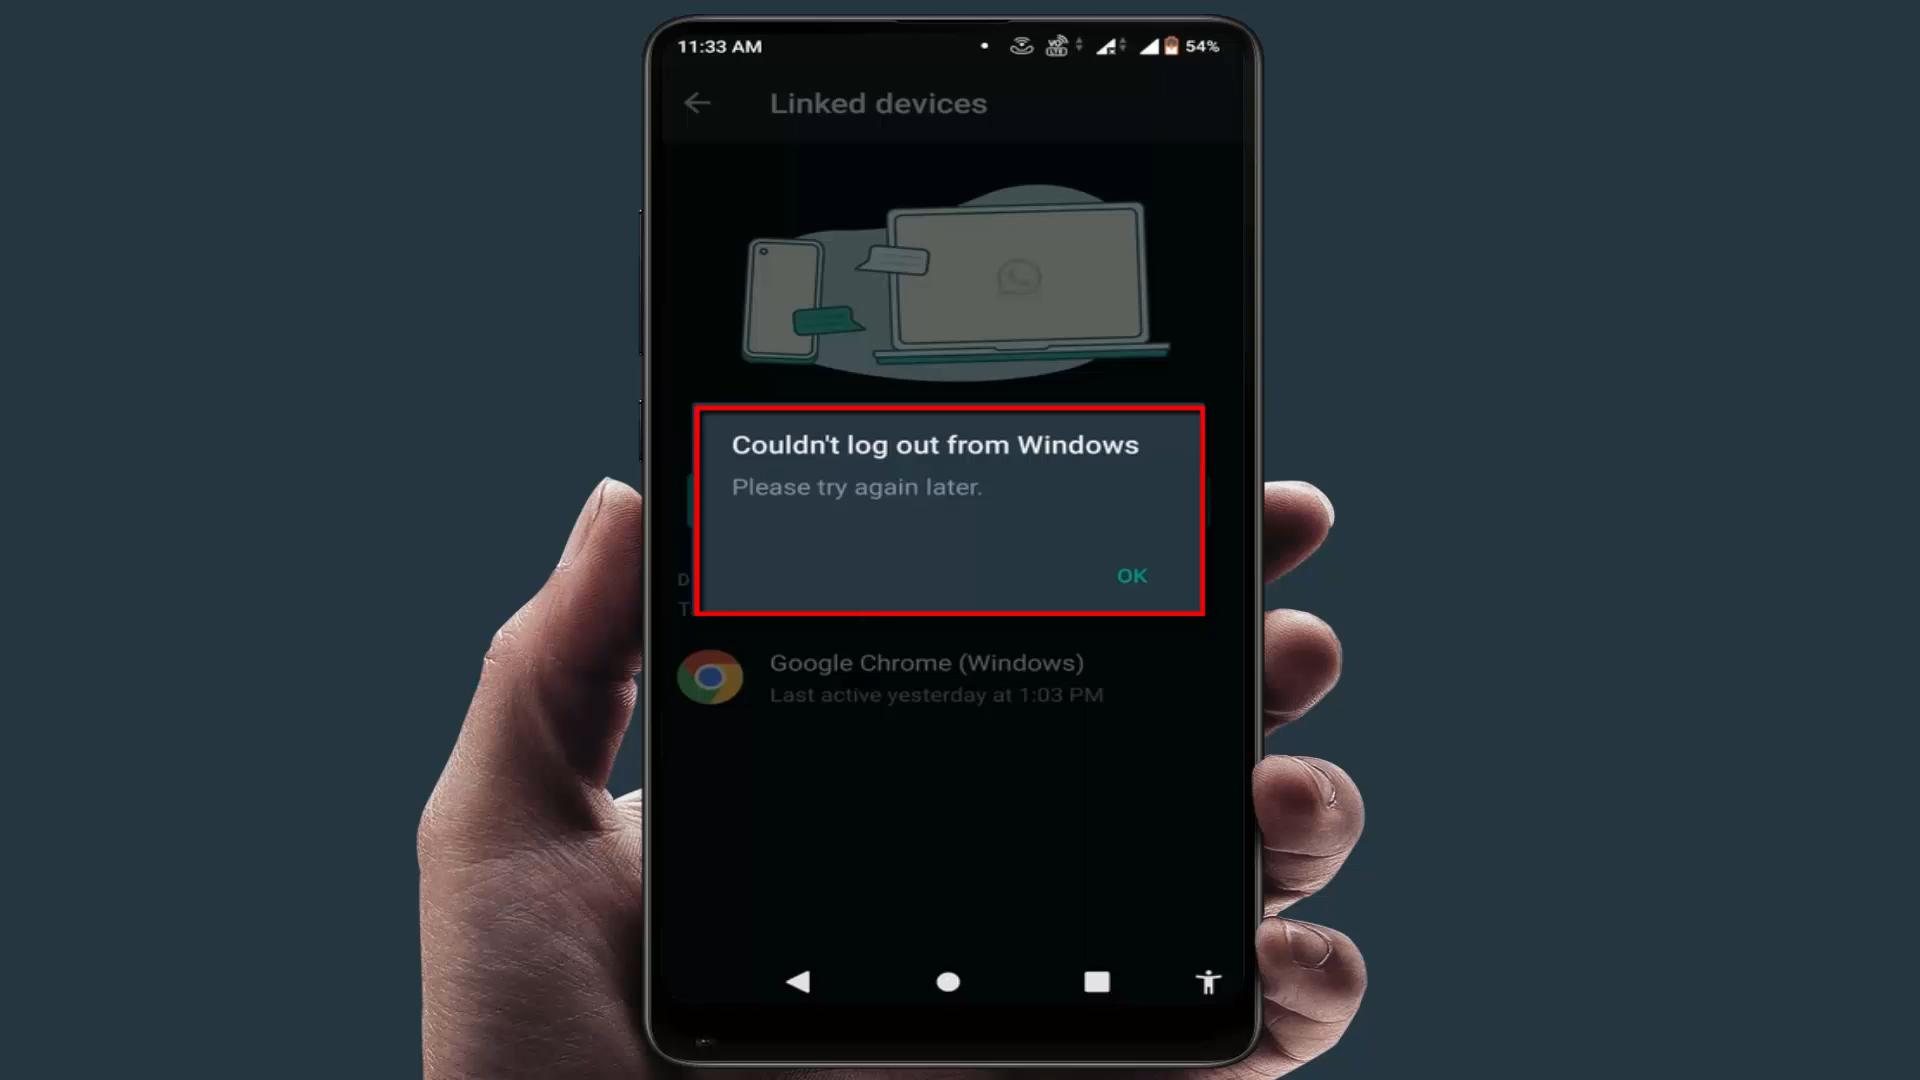 11:33 AM
54%
Linked devices
Couldn't log out from Windows
Please try again later.
OK
D
T
Google Chrome (Windows)
Last active yesterday at 1:03 PM